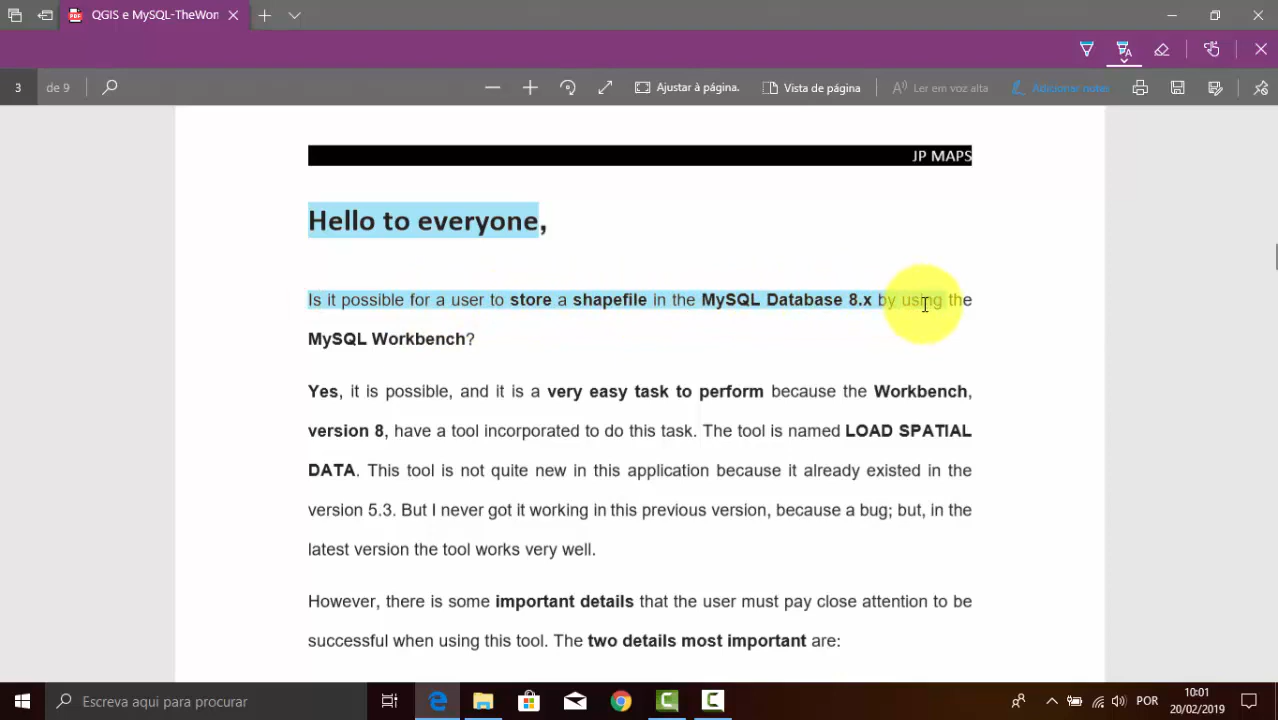 QGIS e MySQL-TheWon
3 de 9
Ajustar à página.
Vista de página
Ler em voz alta
Adicionar notas
JP MAPS
Hello to everyone,
Is it possible for a user to store a shapefile in the MySQL Database 8.x by using the
MySQL Workbench?
Yes, it is possible, and it is a very easy task to perform because the Workbench,
version 8, have a tool incorporated to do this task. The tool is named LOAD SPATIAL
DATA. This tool is not quite new in this application because it already existed in the
version 5.3. But I never got it working in this previous version, because a bug; but, in the
latest version the tool works very well.
However, there is some important details that the user must pay close attention to be
successful when using this tool. The two details most important are:
Escreva aqui para procurar
POR
10:01
20/02/2019